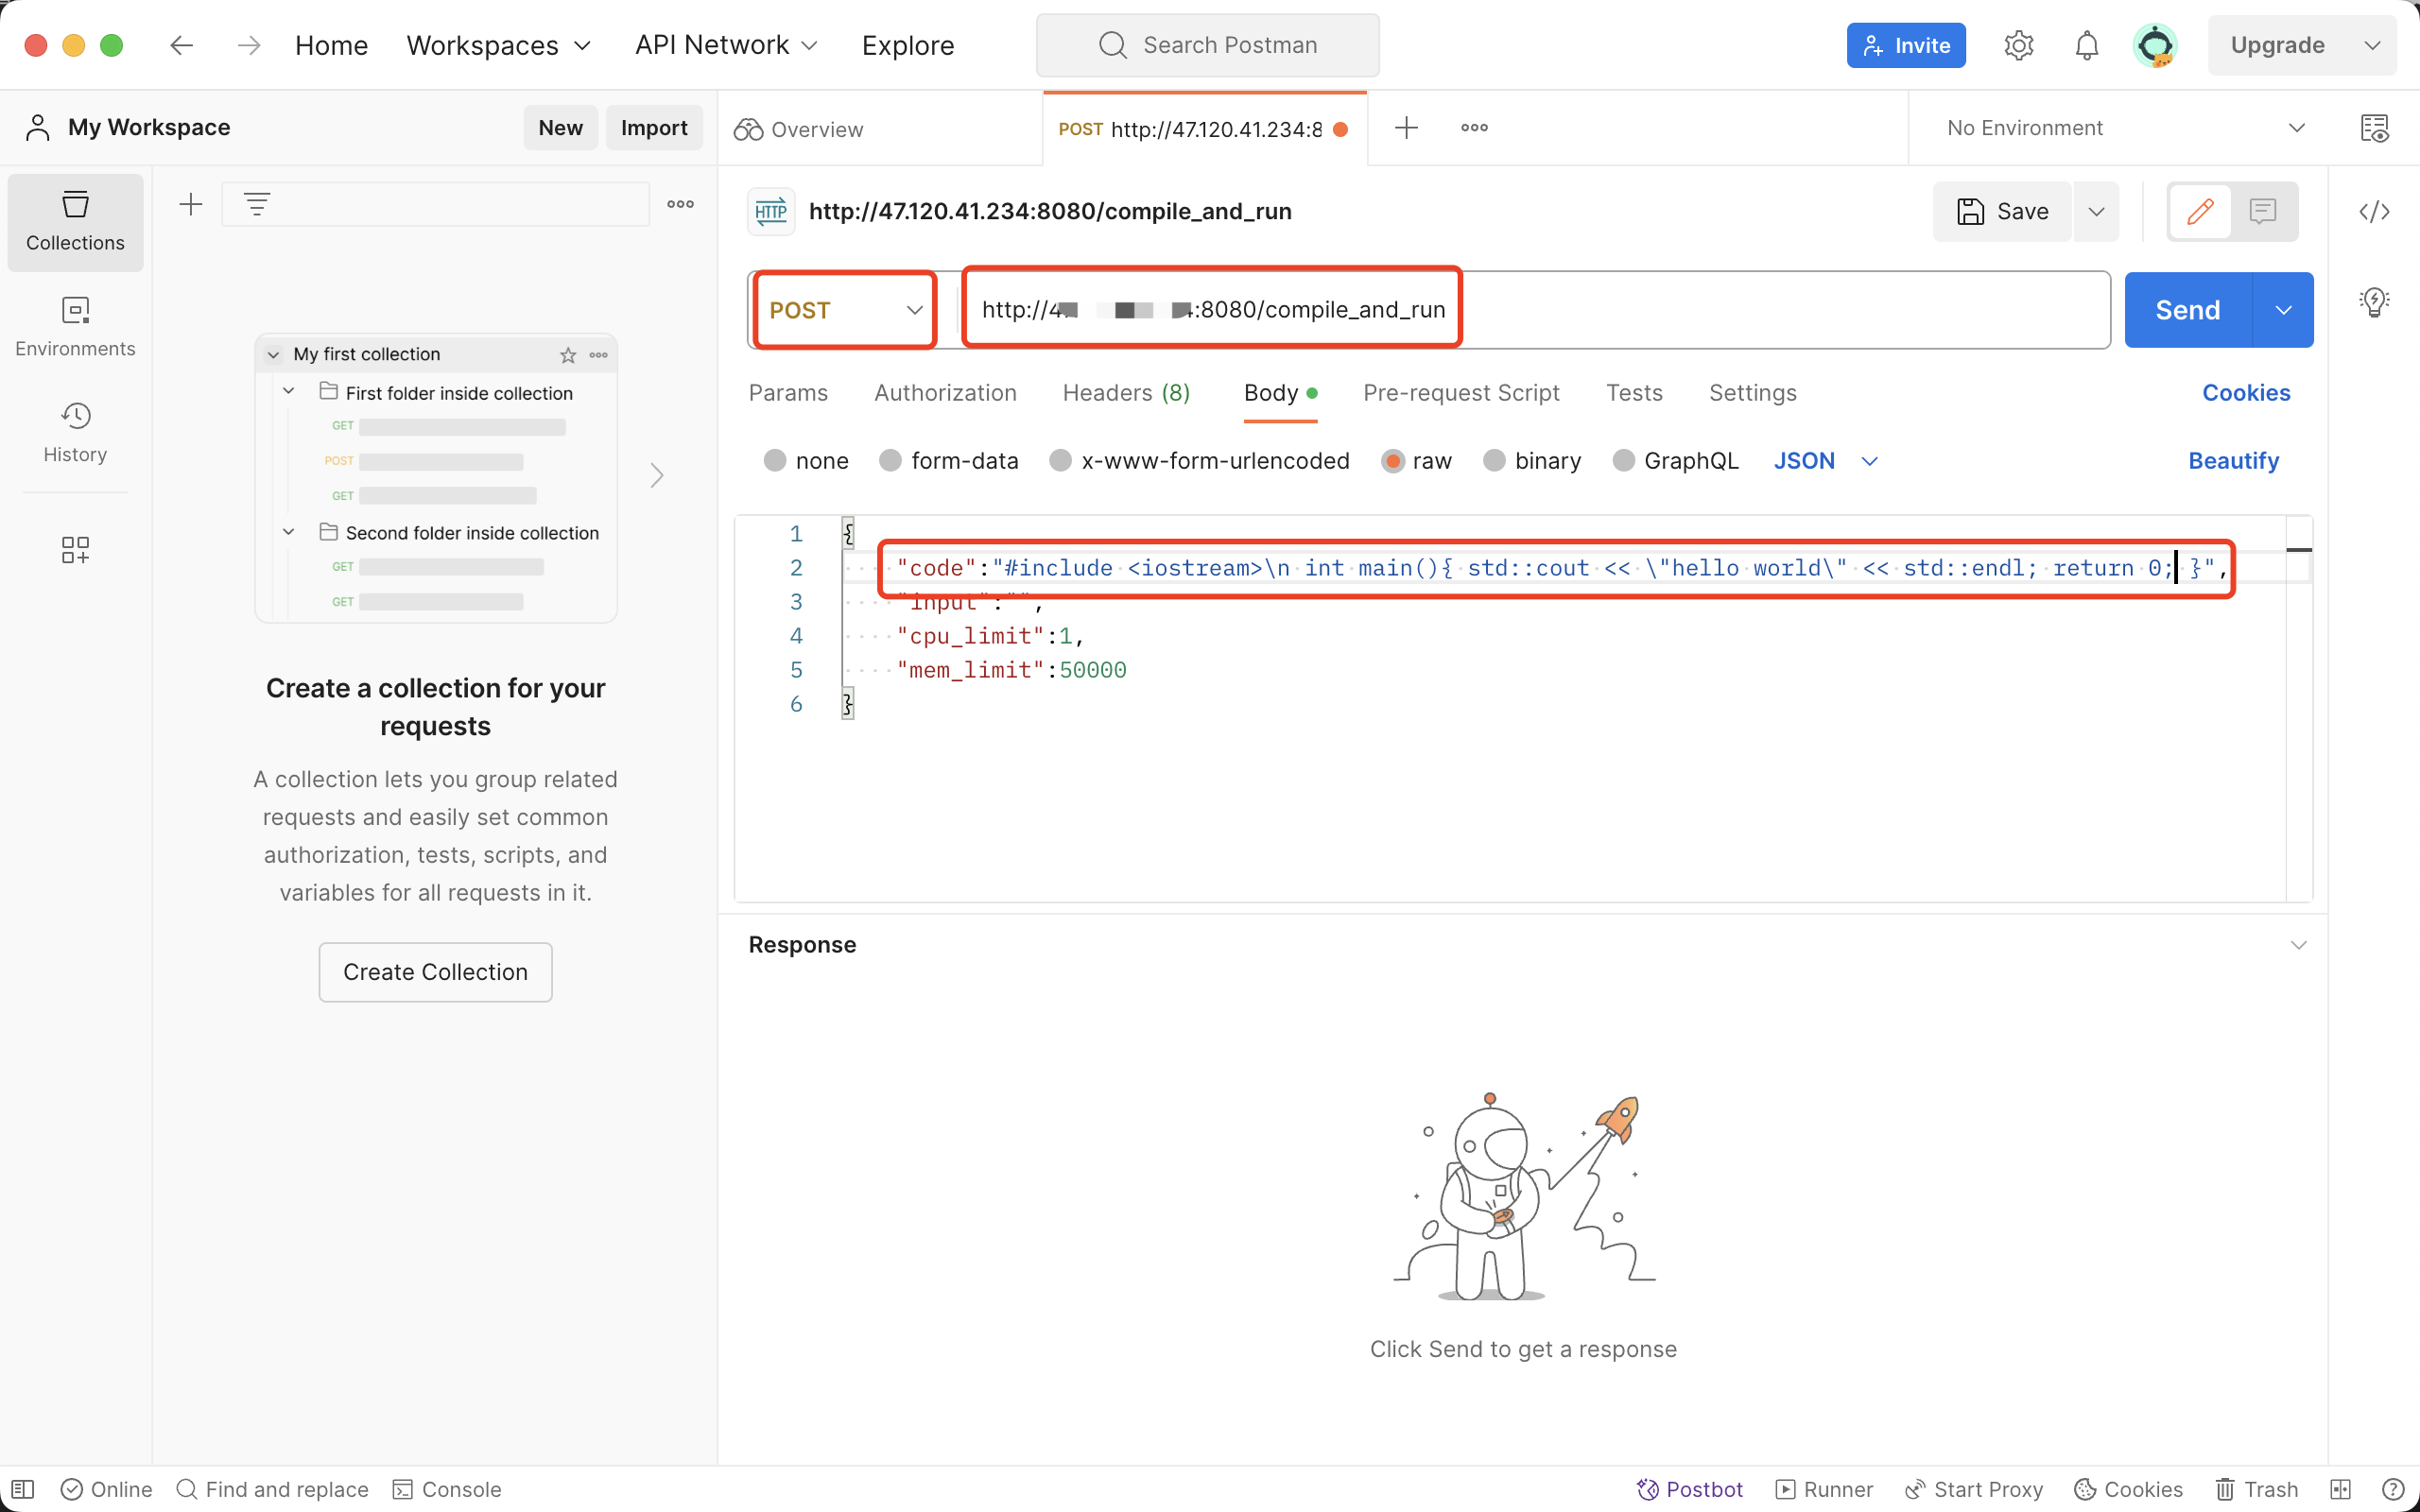 Home Workspaces API Network Explore Search Postman Invite Upgrade
My Workspace New Import
Overview POST http://47.120.41.234:8 No Environment
Collections
Environments
History
My first collection
First folder inside collection
GET
POST
GET
Second folder inside collection
GET
GET
Create a collection for your
requests
A collection lets you group related
requests and easily set common
authorization, tests, scripts, and
variables for all requests in it.
Create Collection
HTTP http://47.120.41.234:8080/compile_and_run Save </>
POST http://4 :8080/compile_and_run Send
Params Authorization Headers (8) Body Pre-request Script Tests Settings Cookies
none form-data x-www-form-urlencoded raw binary GraphQL JSON Beautify
1 {
2 "code":"#include <iostream>\n int main(){ std::cout << \"hello world\" << std::endl; return 0; }",
3 "input":"",
4 "cpu_limit":1,
5 "mem_limit":50000
6 }
Response
Click Send to get a response
Online Find and replace Console Postbot Runner Start Proxy Cookies Trash